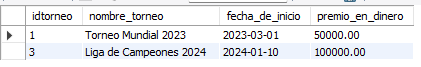 idtorneo nombre_torneo fecha_de_inicio premio_en_dinero
1 Torneo Mundial 2023 2023-03-01 50000.00
3 Liga de Campeones 2024 2024-01-10 100000.00